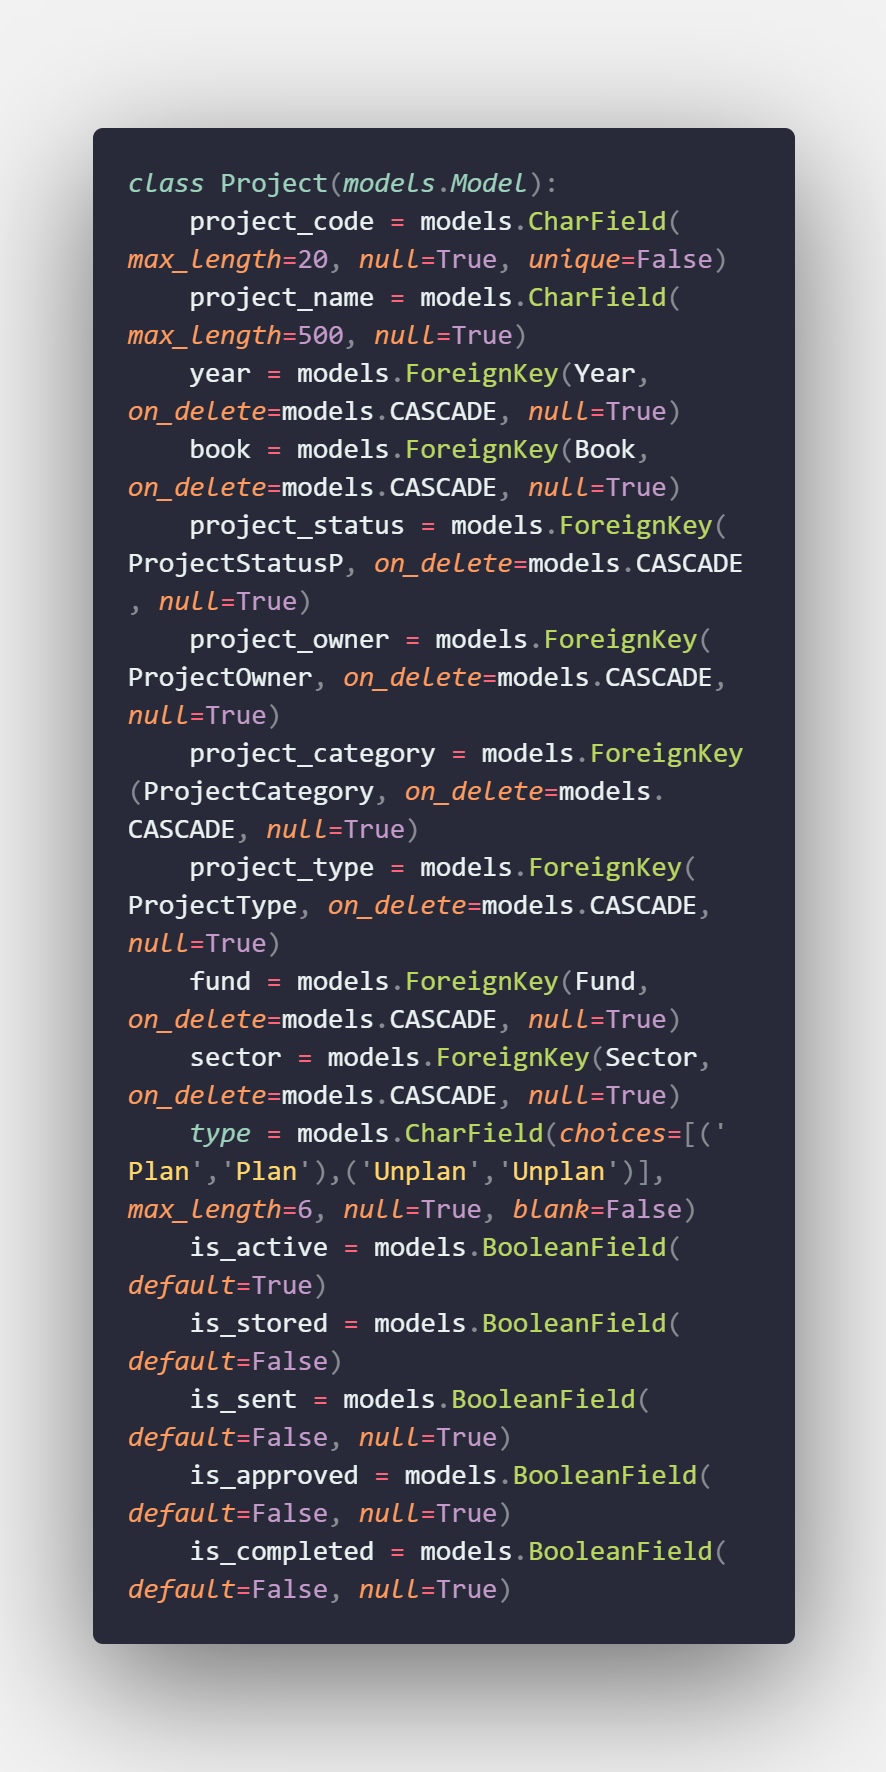 class Project(models.Model):
    project_code = models.CharField(
max_length=20, null=True, unique=False)
    project_name = models.CharField(
max_length=500, null=True)
    year = models.ForeignKey(Year,
on_delete=models.CASCADE, null=True)
    book = models.ForeignKey(Book,
on_delete=models.CASCADE, null=True)
    project_status = models.ForeignKey(
ProjectStatusP, on_delete=models.CASCADE
, null=True)
    project_owner = models.ForeignKey(
ProjectOwner, on_delete=models.CASCADE,
null=True)
    project_category = models.ForeignKey
(ProjectCategory, on_delete=models.
CASCADE, null=True)
    project_type = models.ForeignKey(
ProjectType, on_delete=models.CASCADE,
null=True)
    fund = models.ForeignKey(Fund,
on_delete=models.CASCADE, null=True)
    sector = models.ForeignKey(Sector,
on_delete=models.CASCADE, null=True)
    type = models.CharField(choices=[('
Plan','Plan'),('Unplan','Unplan')],
max_length=6, null=True, blank=False)
    is_active = models.BooleanField(
default=True)
    is_stored = models.BooleanField(
default=False)
    is_sent = models.BooleanField(
default=False, null=True)
    is_approved = models.BooleanField(
default=False, null=True)
    is_completed = models.BooleanField(
default=False, null=True)